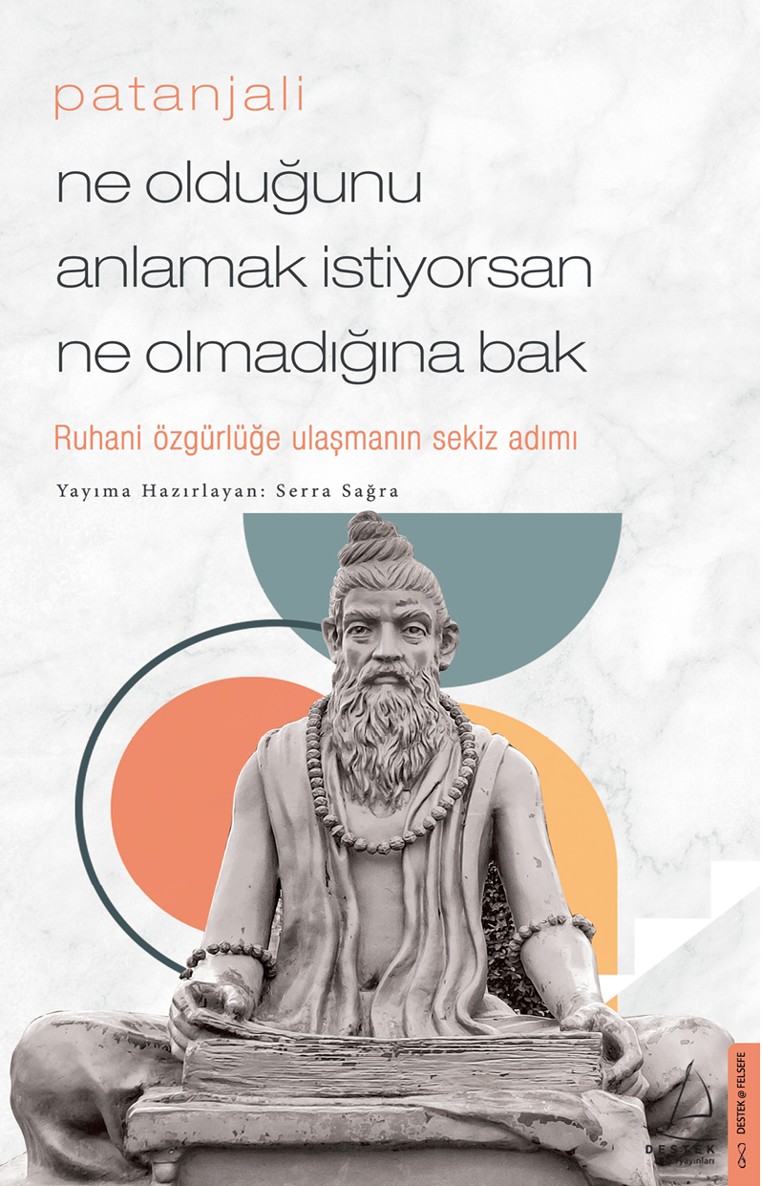 patanjali
ne olduğunu
anlamak istiyorsan
ne olmadığına bak
Ruhani özgürlüğe ulaşmanın sekiz adımı
Yayıma Hazırlayan: Serra Sağra
DESTEK @ FELSEFE
DESTEK
yayınları